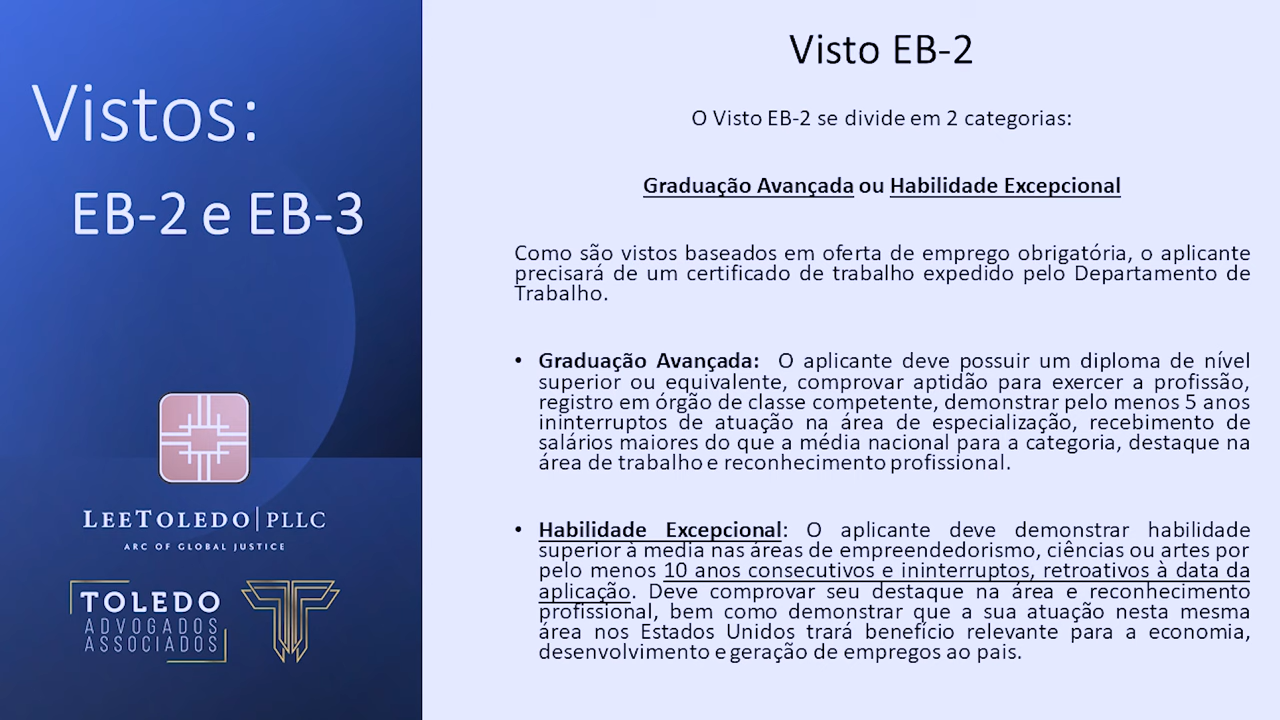 Vistos:
EB-2 e EB-3
LEETOLEDO|PLLC
ARC OF GLOBAL JUSTICE
TOLEDO
ADVOGADOS
ASSOCIADOS
Visto EB-2
O Visto EB-2 se divide em 2 categorias:
Graduação Avançada ou Habilidade Excepcional
Como são vistos baseados em oferta de emprego obrigatória, o aplicante
precisará de um certificado de trabalho expedido pelo Departamento de
Trabalho.
• Graduação Avançada: O aplicante deve possuir um diploma de nível
superior ou equivalente, comprovar aptidão para exercer a profissão,
registro em órgão de classe competente, demonstrar pelo menos 5 anos
ininterruptos de atuação na área de especialização, recebimento de
salários maiores do que a média nacional para a categoria, destaque na
área de trabalho e reconhecimento profissional.
• Habilidade Excepcional: O aplicante deve demonstrar habilidade
superior à media nas áreas de empreendedorismo, ciências ou artes por
pelo menos 10 anos consecutivos e ininterruptos, retroativos à data da
aplicação. Deve comprovar seu destaque na área e reconhecimento
profissional, bem como demonstrar que a sua atuação nesta mesma
área nos Estados Unidos trará benefício relevante para a economia,
desenvolvimento e geração de empregos ao pais.